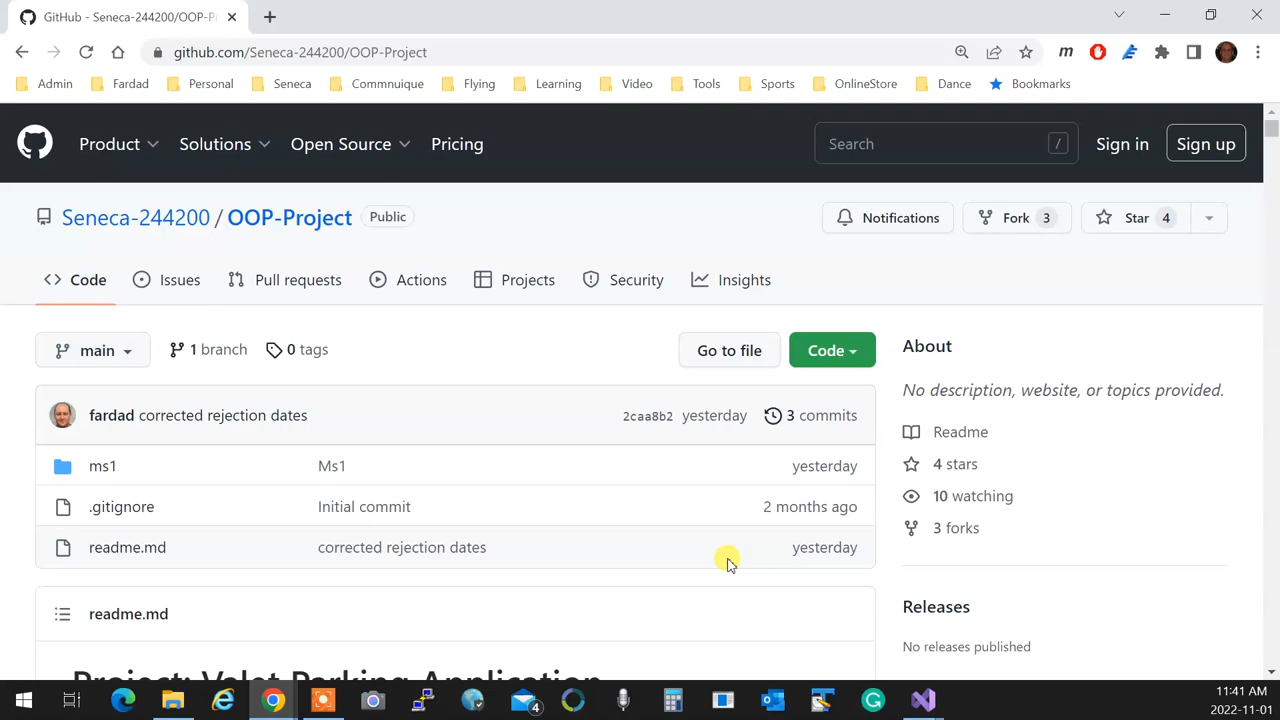 GitHub - Seneca-244200/OOP-P
github.com/Seneca-244200/OOP-Project
m
Admin Fardad Personal Seneca Commnuique Flying Learning Video Tools Sports OnlineStore Dance Bookmarks
Product Solutions Open Source Pricing Search / Sign in Sign up
Seneca-244200 / OOP-Project Public Notifications Fork 3 Star 4
Code Issues Pull requests Actions Projects Security Insights
main 1 branch 0 tags Go to file Code
About
fardad corrected rejection dates 2caa8b2 yesterday 3 commits
No description, website, or topics provided.
ms1 Ms1 yesterday
Readme
4 stars
.gitignore Initial commit 2 months ago
10 watching
readme.md corrected rejection dates yesterday
3 forks
readme.md
Releases
No releases published
Project: Valet Parking Application
4
11:41 AM
2022-11-01